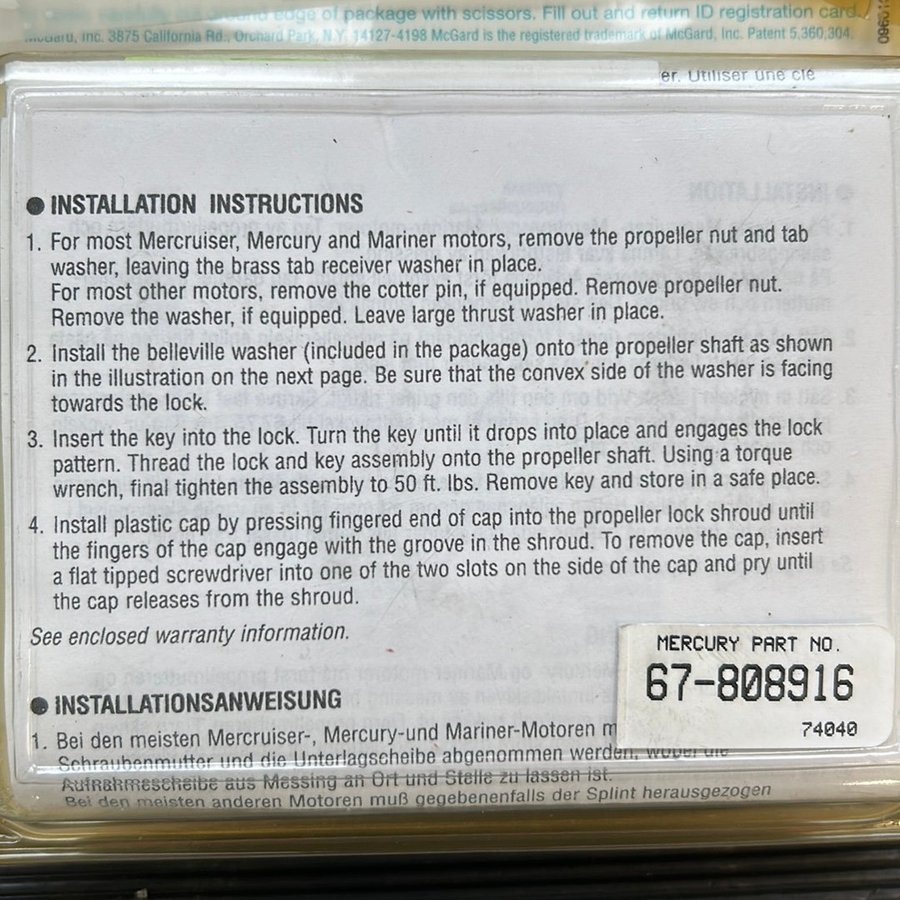 edge of package with scissors. Fill out and return ID registration card.
Inc. 3875 California Rd., Orchard Park, N.Y. 14127-4198 McGard is the registered trademark of McGard, Inc. Patent 5,360,304.
er. Utiliser une clé
● INSTALLATION INSTRUCTIONS
1. For most Mercruiser, Mercury and Mariner motors, remove the propeller nut and tab
washer, leaving the brass tab receiver washer in place.
For most other motors, remove the cotter pin, if equipped. Remove propeller nut.
Remove the washer, if equipped. Leave large thrust washer in place.
2. Install the belleville washer (included in the package) onto the propeller shaft as shown
in the illustration on the next page. Be sure that the convex side of the washer is facing
towards the lock.
3. Insert the key into the lock. Turn the key until it drops into place and engages the lock
pattern. Thread the lock and key assembly onto the propeller shaft. Using a torque
wrench, final tighten the assembly to 50 ft. lbs. Remove key and store in a safe place.
4. Install plastic cap by pressing fingered end of cap into the propeller lock shroud until
the fingers of the cap engage with the groove in the shroud. To remove the cap, insert
a flat tipped screwdriver into one of the two slots on the side of the cap and pry until
the cap releases from the shroud.
See enclosed warranty information.
MERCURY PART NO.
67-808916
74040
● INSTALLATIONSANWEISUNG
1. Bei den meisten Mercruiser-, Mercury-und Mariner-Motoren m
Schraubenmutter und die Unterlagscheibe abgenommen werden, wobei die
Aufnahmescheibe aus Messing an Ort und Stelle zu lassen ist.
Bei den meisten anderen Motoren muß gegebenenfalls der Splint herausgezogen